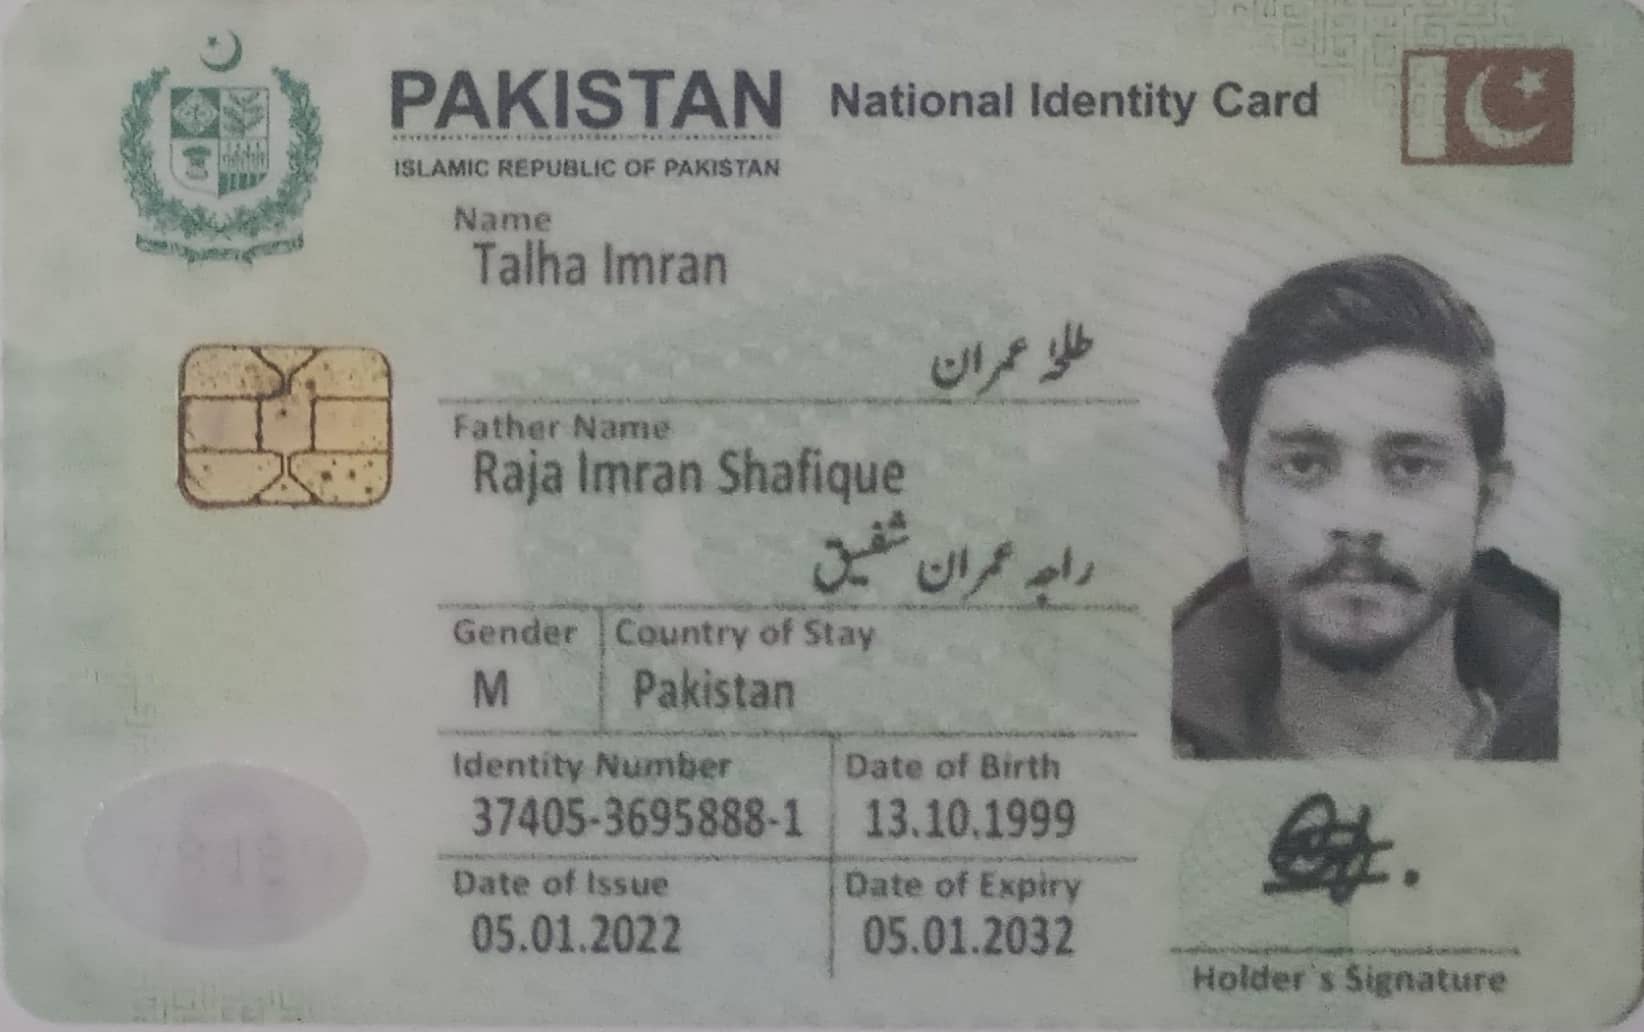 PAKISTAN National Identity Card
ISLAMIC REPUBLIC OF PAKISTAN
Name
Talha Imran
طلحہ عمران
Father Name
Raja Imran Shafique
راجہ عمران شفیق
Gender Country of Stay
M Pakistan
Identity Number Date of Birth
37405-3695888-1 13.10.1999
Date of Issue Date of Expiry
05.01.2022 05.01.2032
Holder's Signature